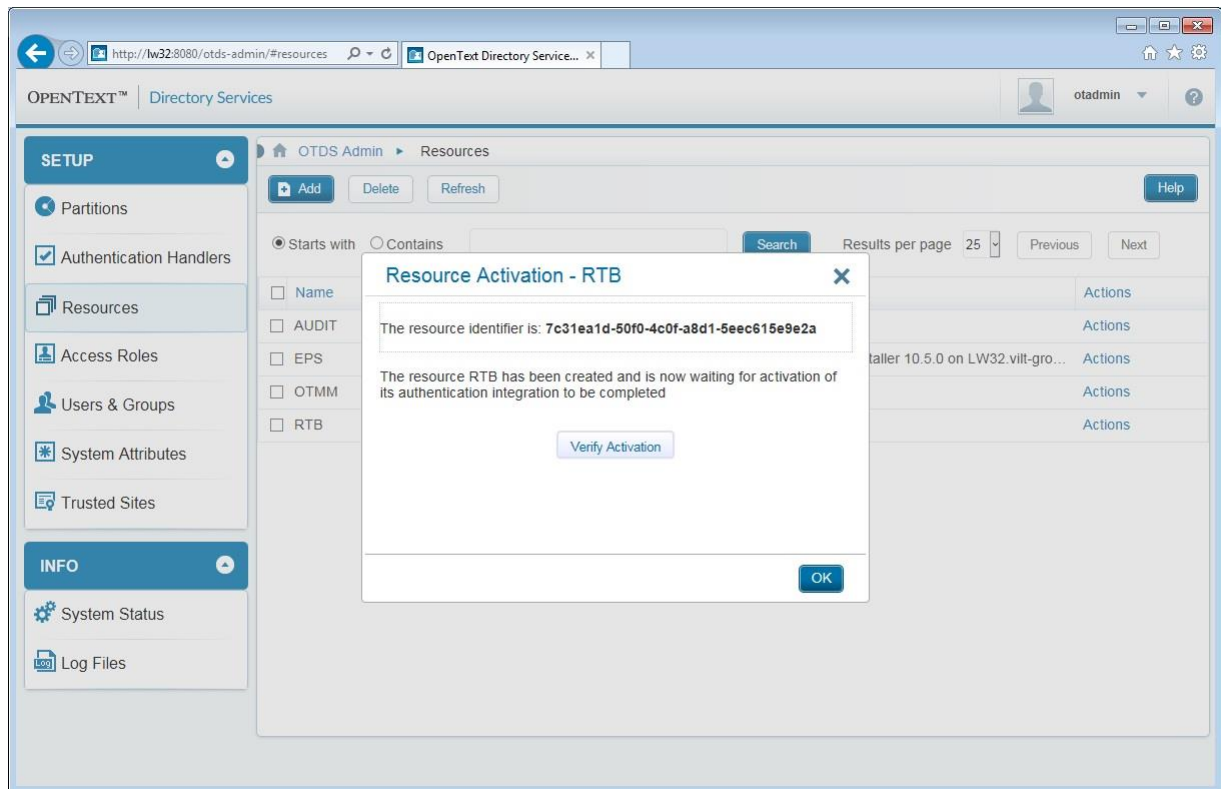 http://lw32:8080/otds-admin/#resources
OpenText Directory Service...
OPENTEXT™ | Directory Services
otadmin
SETUP
Partitions
Authentication Handlers
Resources
Access Roles
Users & Groups
System Attributes
Trusted Sites
INFO
System Status
Log Files
Log
OTDS Admin ▸ Resources
Add Delete Refresh Help
Starts with Contains Search Results per page 25 Previous Next
Name Actions
AUDIT Actions
EPS taller 10.5.0 on LW32.vilt-gro... Actions
OTMM Actions
RTB Actions
Resource Activation - RTB
The resource identifier is: 7c31ea1d-50f0-4c0f-a8d1-5eec615e9e2a
The resource RTB has been created and is now waiting for activation of
its authentication integration to be completed
Verify Activation
OK